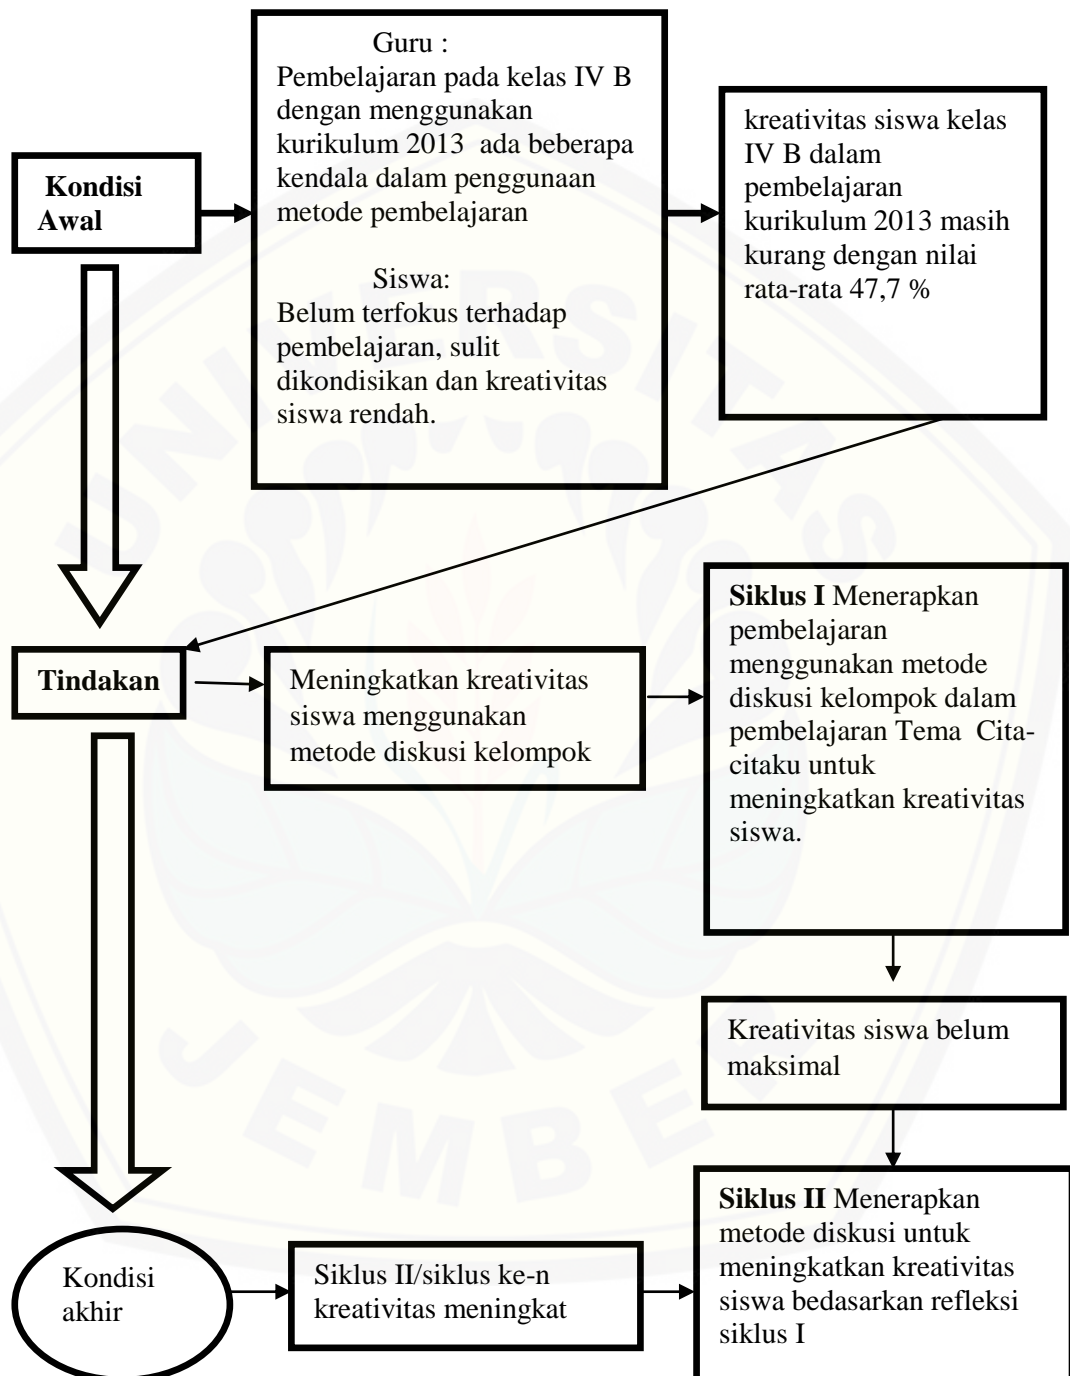 Guru :
Pembelajaran pada kelas IV B
dengan menggunakan
kurikulum 2013 ada beberapa
kendala dalam penggunaan
metode pembelajaran
Siswa:
Belum terfokus terhadap
pembelajaran, sulit
dikondisikan dan kreativitas
siswa rendah.
kreativitas siswa kelas
IV B dalam
pembelajaran
kurikulum 2013 masih
kurang dengan nilai
rata-rata 47,7 %
Kondisi
Awal
Tindakan
Meningkatkan kreativitas
siswa menggunakan
metode diskusi kelompok
Siklus I Menerapkan
pembelajaran
menggunakan metode
diskusi kelompok dalam
pembelajaran Tema Cita-
citaku untuk
meningkatkan kreativitas
siswa.
Kreativitas siswa belum
maksimal
Siklus II Menerapkan
metode diskusi untuk
meningkatkan kreativitas
siswa bedasarkan refleksi
siklus I
Kondisi
akhir
Siklus II/siklus ke-n
kreativitas meningkat
UNIVERSITAS
JEMBER